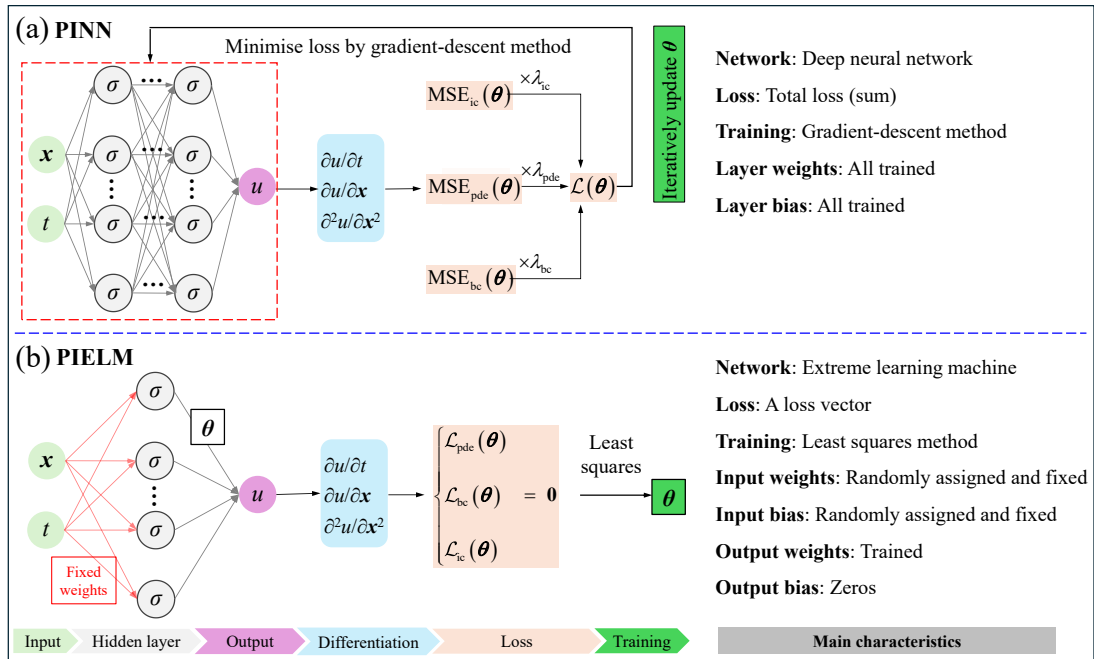 (a) PINN
Minimise loss by gradient-descent method
x
t
σ ··· σ
σ σ
σ ··· σ
σ ··· σ
u
∂u/∂t
∂u/∂x
∂²u/∂x²
MSE_ic(θ) ×λ_ic
MSE_pde(θ) ×λ_pde
MSE_bc(θ) ×λ_bc
ℒ(θ)
Iteratively update θ
Network: Deep neural network
Loss: Total loss (sum)
Training: Gradient-descent method
Layer weights: All trained
Layer bias: All trained
(b) PIELM
x
t
Fixed
weights
σ
σ
σ
σ
θ
u
∂u/∂t
∂u/∂x
∂²u/∂x²
ℒ_pde(θ)
ℒ_bc(θ) = 0
ℒ_ic(θ)
Least
squares
θ
Network: Extreme learning machine
Loss: A loss vector
Training: Least squares method
Input weights: Randomly assigned and fixed
Input bias: Randomly assigned and fixed
Output weights: Trained
Output bias: Zeros
Input Hidden layer Output Differentiation Loss Training Main characteristics